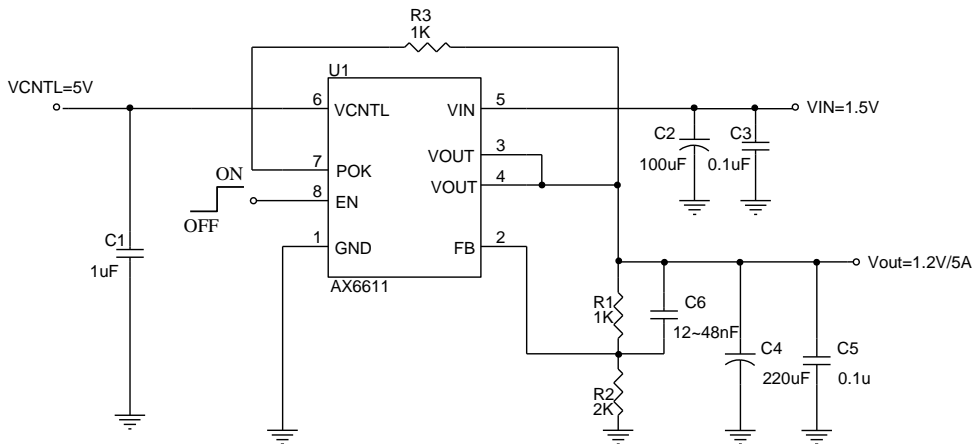 R3
1K
U1
VCNTL=5V
6
VCNTL
VIN
5
VIN=1.5V
C2
100uF
C3
0.1uF
VOUT
3
7
POK
VOUT
4
ON
OFF
8
EN
C1
1uF
1
GND
FB
2
AX6611
Vout=1.2V/5A
R1
1K
C6
12~48nF
C4
220uF
C5
0.1u
R2
2K